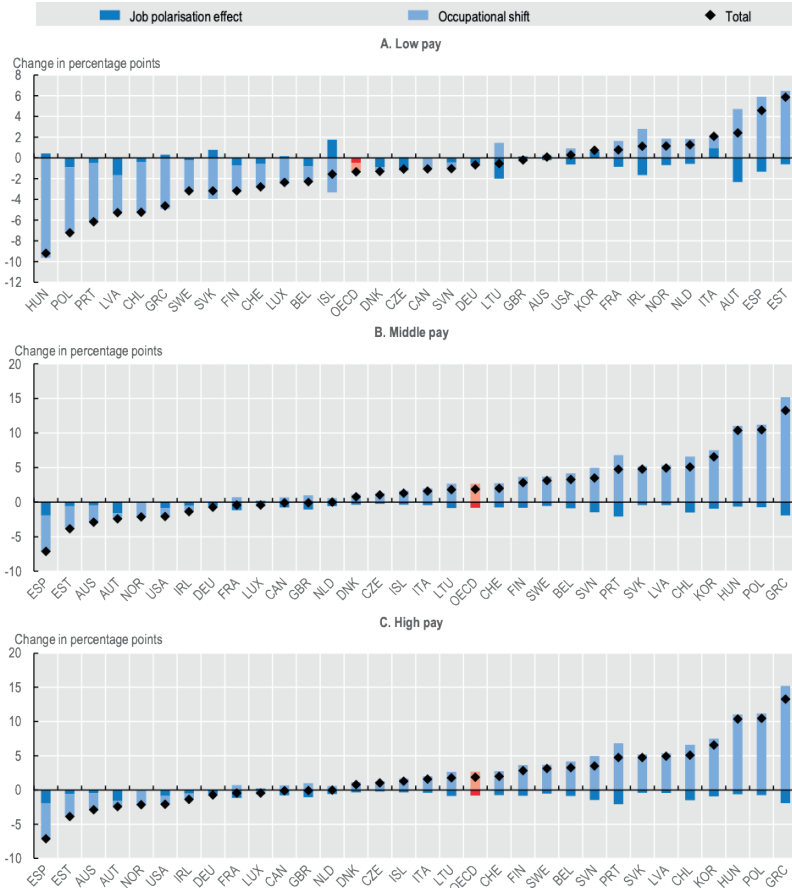 Job polarisation effect Occupational shift Total
A. Low pay
Change in percentage points
8
6
4
2
0
-2
-4
-6
-8
-10
-12
HUN POL PRT LVA CHL GRC SWE SVK FIN CHE LUX BEL ISL OECD DNK CZE CAN SVN DEU LTU GBR AUS USA KOR FRA IRL NOR NLD ITA AUT ESP EST
B. Middle pay
Change in percentage points
20
15
10
5
0
-5
-10
ESP EST AUS AUT NOR USA IRL DEU FRA LUX CAN GBR NLD DNK CZE ISL ITA LTU OECD CHE FIN SWE BEL SVN PRT SVK LVA CHL KOR HUN POL GRC
C. High pay
Change in percentage points
20
15
10
5
0
-5
-10
ESP EST AUS AUT NOR USA IRL DEU FRA LUX CAN GBR NLD DNK CZE ISL ITA LTU OECD CHE FIN SWE BEL SVN PRT SVK LVA CHL KOR HUN POL GRC